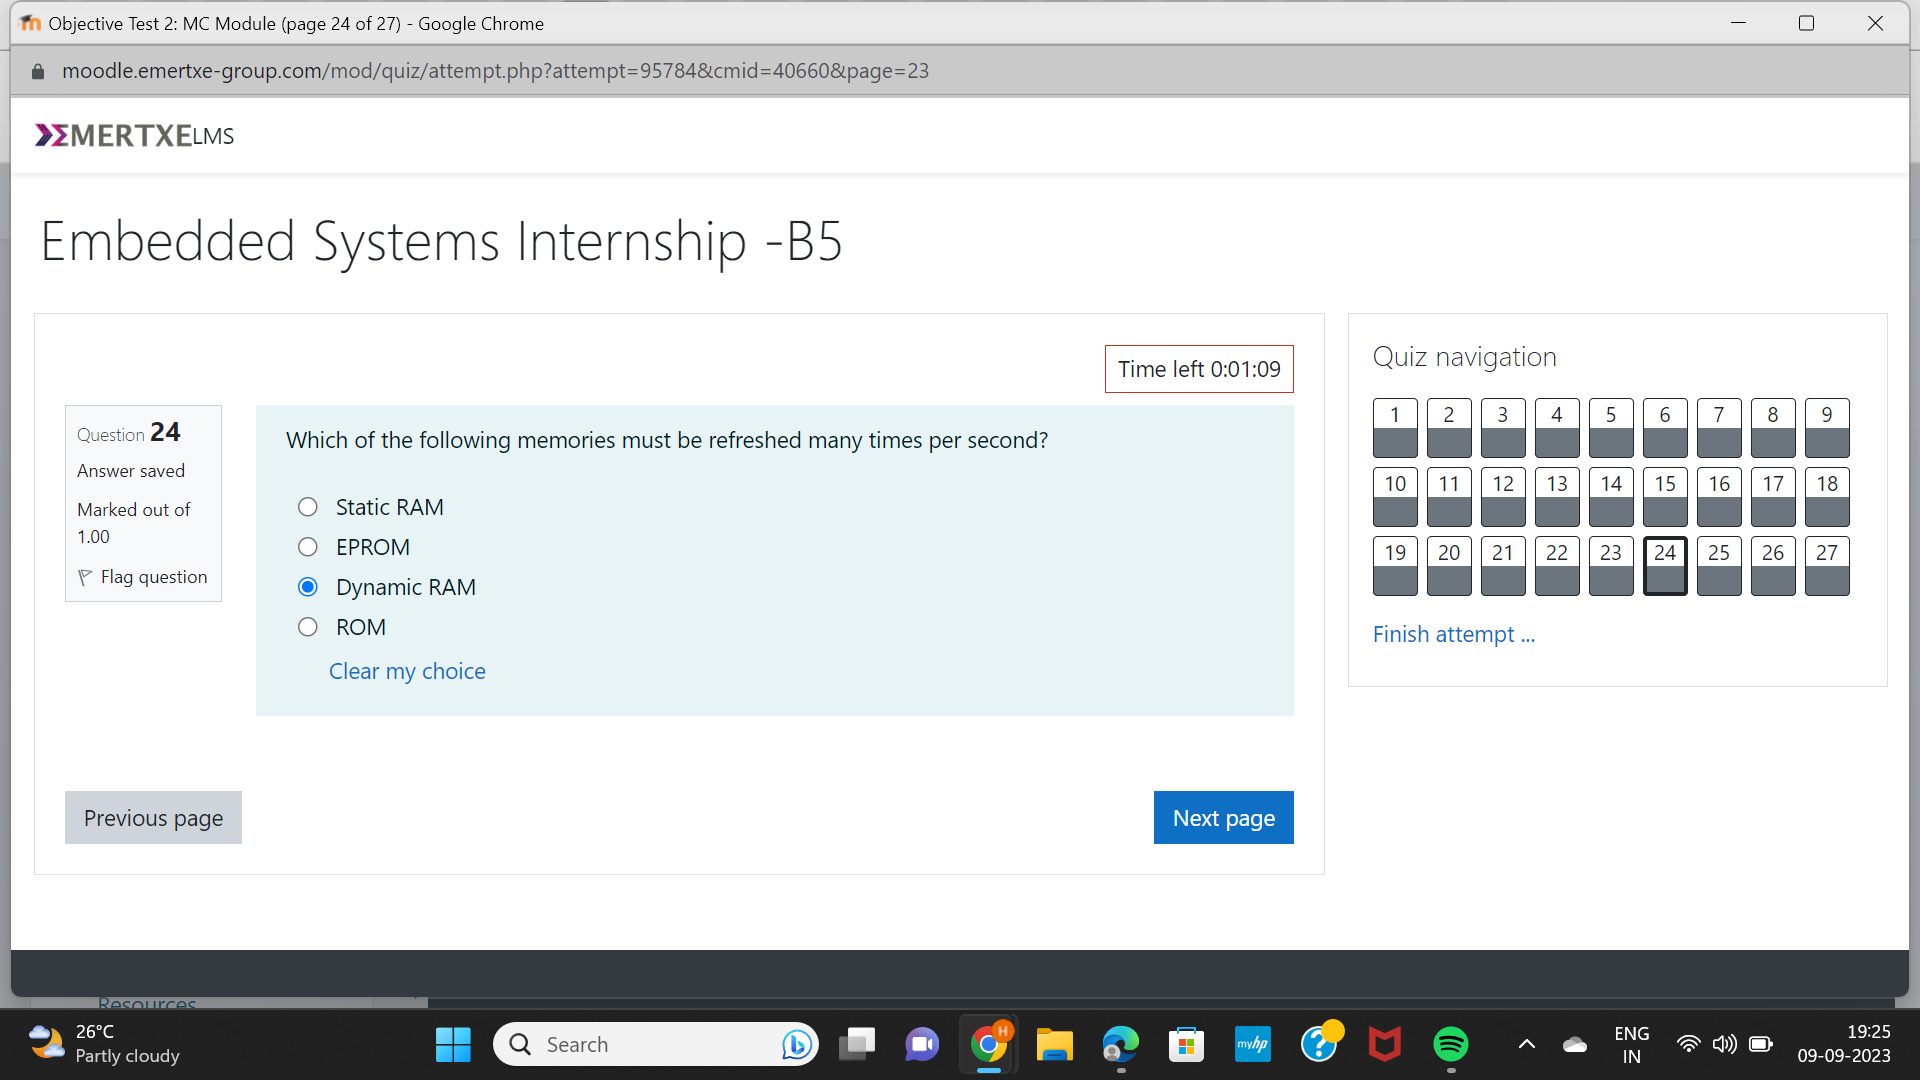 Objective Test 2: MC Module (page 24 of 27) - Google Chrome
moodle.emertxe-group.com/mod/quiz/attempt.php?attempt=95784&cmid=40660&page=23
EMERTXE LMS
Embedded Systems Internship -B5
Time left 0:01:09
Question 24
Answer saved
Marked out of
1.00
Flag question
Which of the following memories must be refreshed many times per second?
Static RAM
EPROM
Dynamic RAM
ROM
Clear my choice
Previous page
Next page
Quiz navigation
1 2 3 4 5 6 7 8 9
10 11 12 13 14 15 16 17 18
19 20 21 22 23 24 25 26 27
Finish attempt ...
Resources
26°C
Partly cloudy
Search
H
myhp
ENG
IN
19:25
09-09-2023